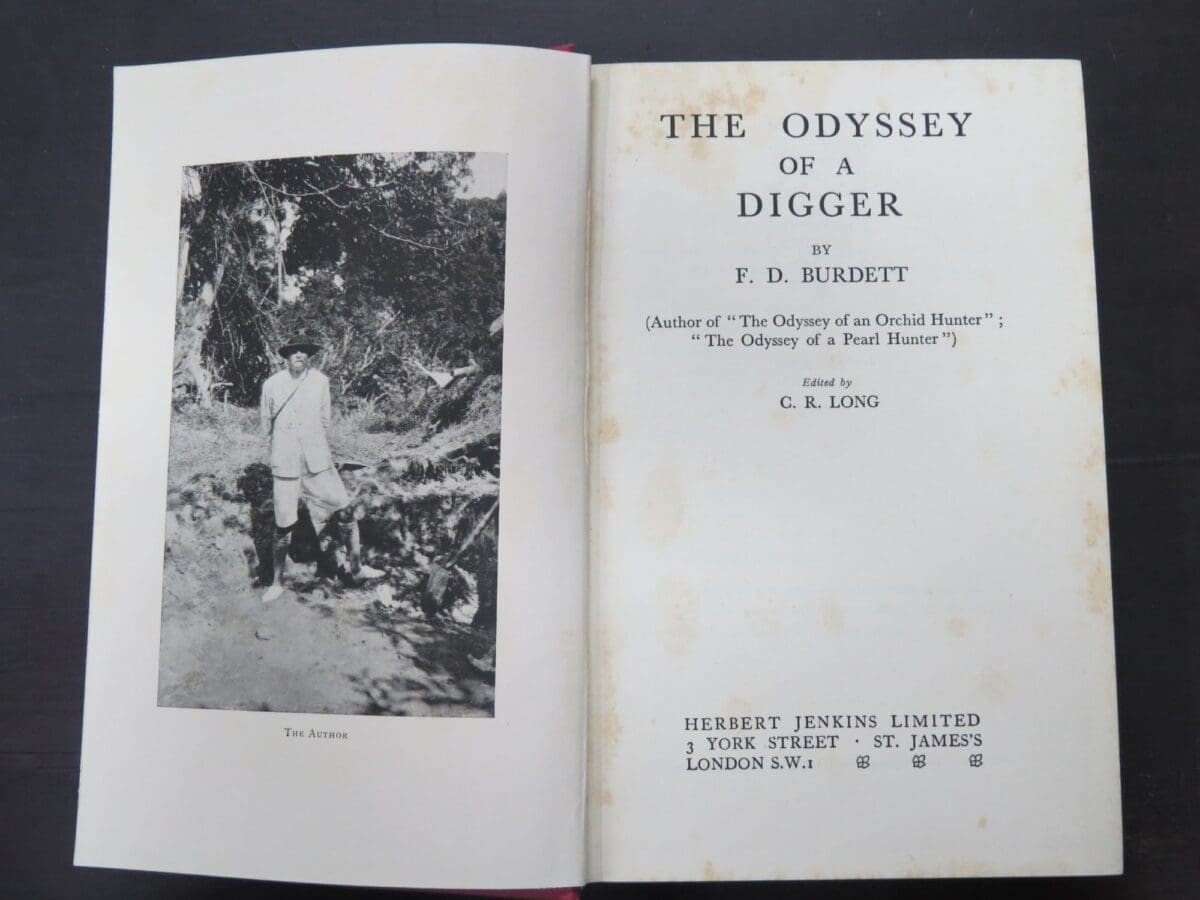 The Author
THE ODYSSEY
OF A
DIGGER
BY
F. D. BURDETT
(Author of “The Odyssey of an Orchid Hunter”;
“The Odyssey of a Pearl Hunter”)
Edited by
C. R. LONG
HERBERT JENKINS LIMITED
3 YORK STREET · ST. JAMES'S
LONDON S.W.1